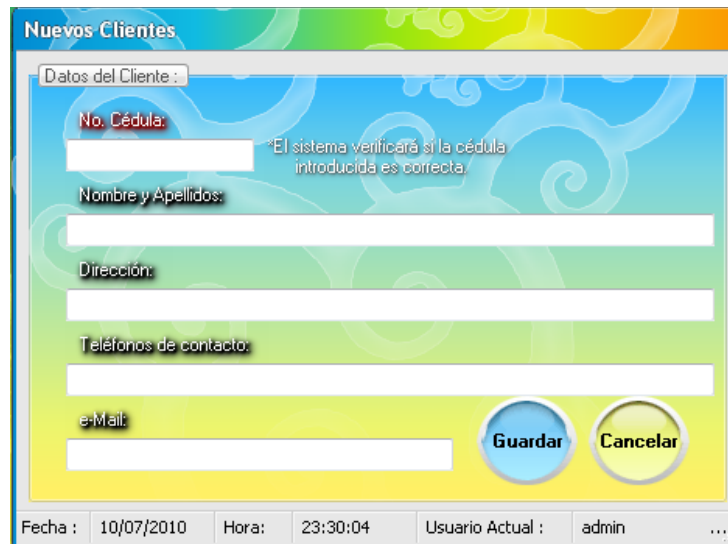 Nuevos Clientes
Datos del Cliente :
No. Cédula:
*El sistema verificará si la cédula
introducida es correcta.
Nombre y Apellidos:
Dirección:
Teléfonos de contacto:
e-Mail:
Guardar Cancelar
Fecha : 10/07/2010 Hora: 23:30:04 Usuario Actual : admin ...